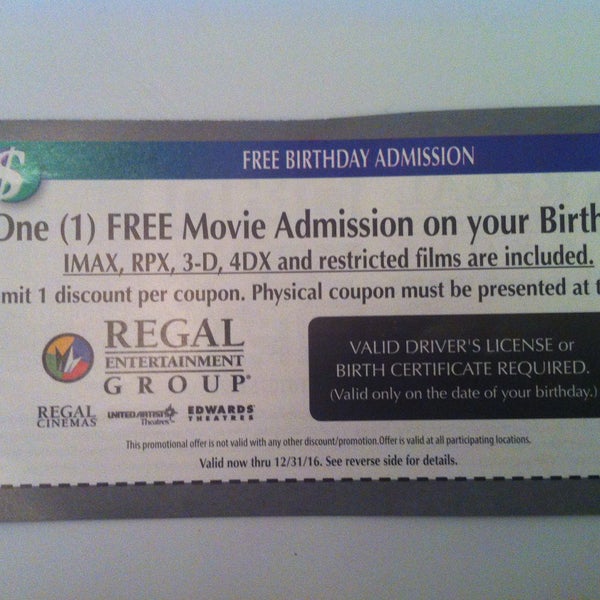 $
FREE BIRTHDAY ADMISSION
One (1) FREE Movie Admission on your Birth
IMAX, RPX, 3-D, 4DX and restricted films are included.
mit 1 discount per coupon. Physical coupon must be presented at t
REGAL
ENTERTAINMENT
GROUP®
REGAL
CINEMAS
UNITED ARTISTS
Theatres
EDWARDS
THEATRES
VALID DRIVER'S LICENSE or
BIRTH CERTIFICATE REQUIRED.
(Valid only on the date of your birthday.)
This promotional offer is not valid with any other discount/promotion.Offer is valid at all participating locations.
Valid now thru 12/31/16. See reverse side for details.